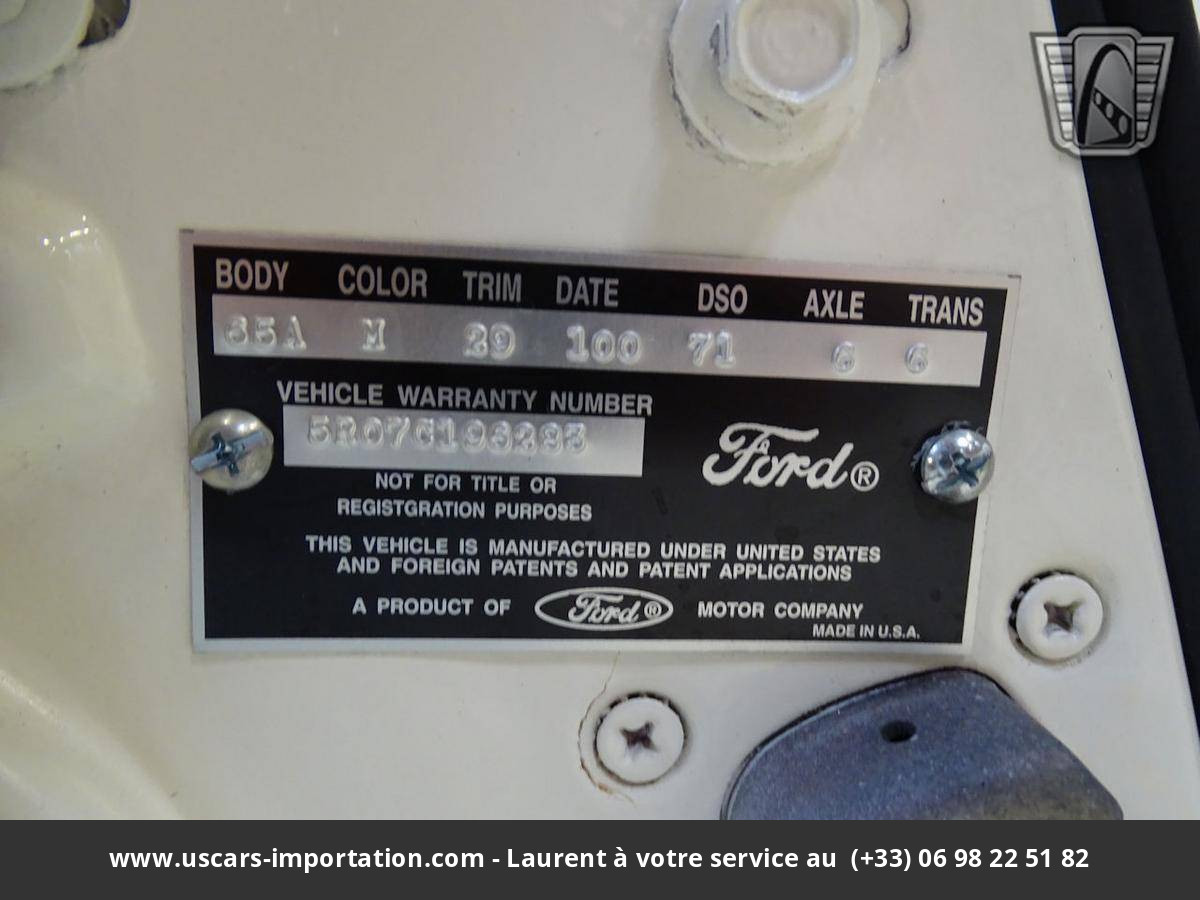 BODY COLOR TRIM DATE DSO AXLE TRANS
65A M 29 100 71 6 6
VEHICLE WARRANTY NUMBER
5R07C193283
Ford®
NOT FOR TITLE OR
REGISTGRATION PURPOSES
THIS VEHICLE IS MANUFACTURED UNDER UNITED STATES
AND FOREIGN PATENTS AND PATENT APPLICATIONS
A PRODUCT OF Ford® MOTOR COMPANY
MADE IN U.S.A.
www.uscars-importation.com - Laurent à votre service au (+33) 06 98 22 51 82